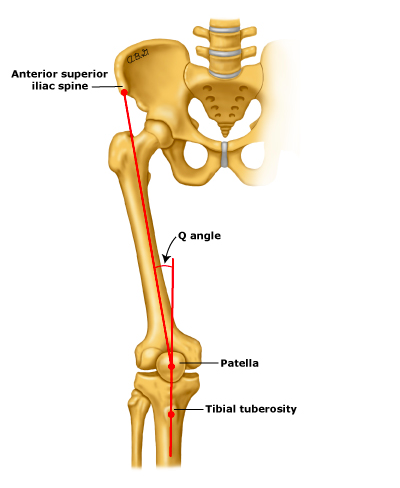 Anterior superior
iliac spine
Q angle
Patella
Tibial tuberosity